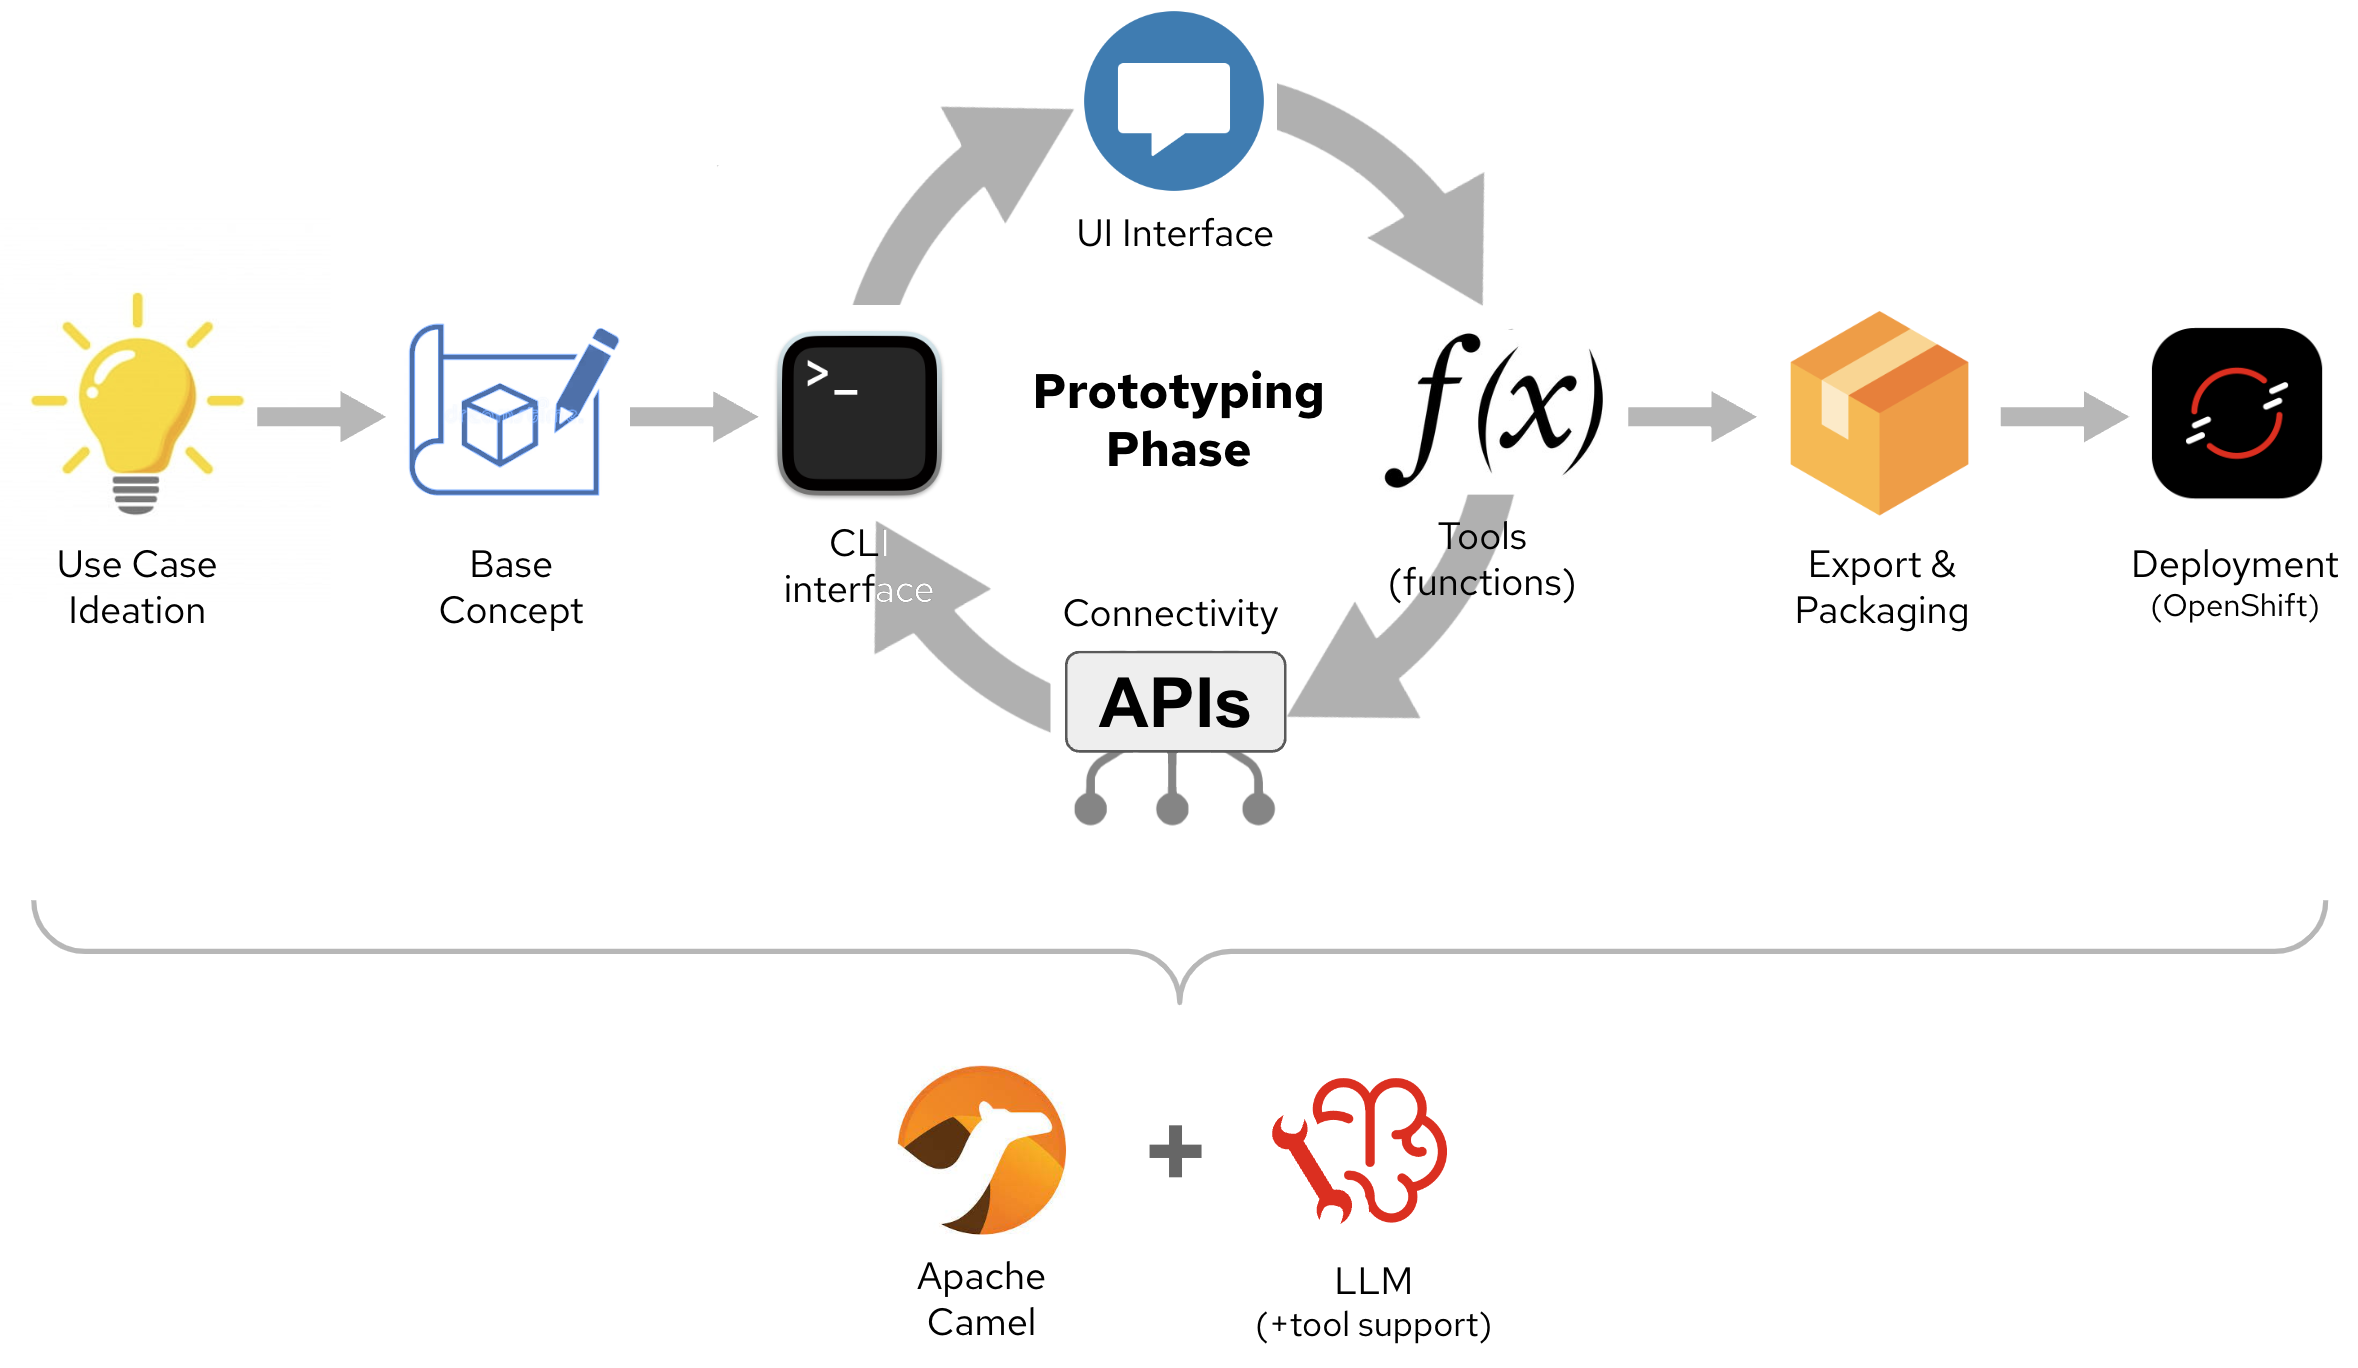 UI Interface
>_
Prototyping
Phase
f(x)
Use Case
Ideation
Base
Concept
CLI
interface
Tools
(functions)
Connectivity
APIs
Export &
Packaging
Deployment
(OpenShift)
Apache
Camel
+
LLM
(+tool support)